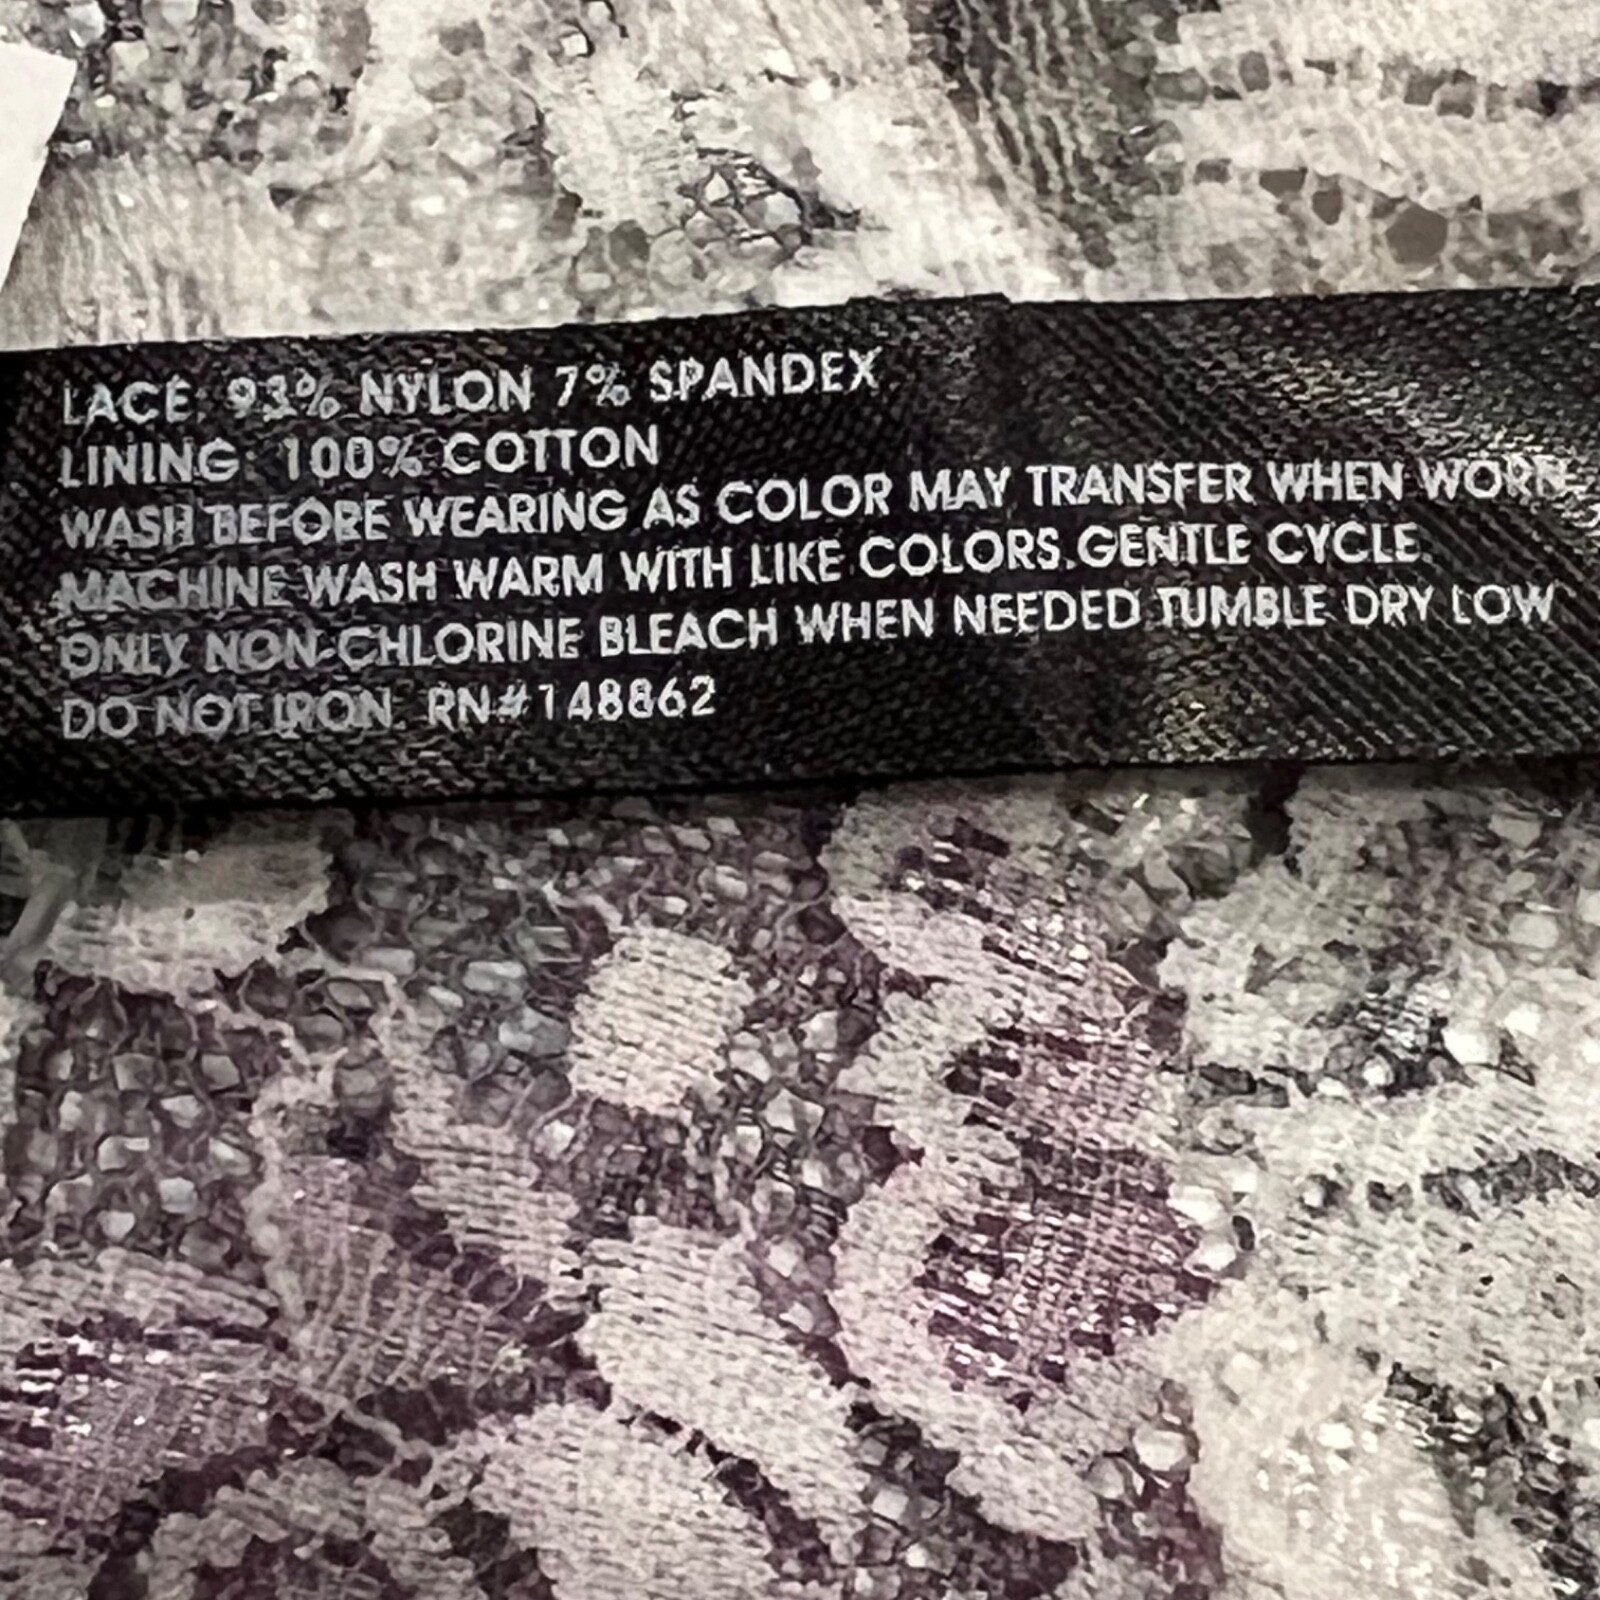 LACE: 93% NYLON 7% SPANDEX
LINING: 100% COTTON
WASH BEFORE WEARING AS COLOR MAY TRANSFER WHEN WORN
MACHINE WASH WARM WITH LIKE COLORS.GENTLE CYCLE.
ONLY NON-CHLORINE BLEACH WHEN NEEDED TUMBLE DRY LOW
DO NOT IRON. RN#148862